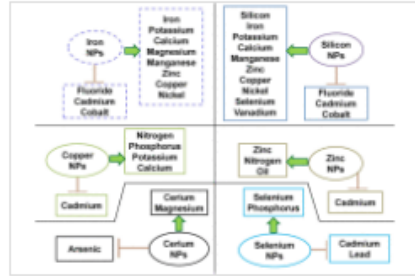 Iron
NPs
Iron
Potassium
Calcium
Magnesium
Manganese
Zinc
Copper
Nickel
Fluoride
Cadmium
Cobalt
Silicon
Iron
Potassium
Calcium
Manganese
Zinc
Copper
Nickel
Selenium
Vanadium
Silicon
NPs
Fluoride
Cadmium
Cobalt
Copper
NPs
Nitrogen
Phosphorus
Potassium
Calcium
Cadmium
Zinc
Nitrogen
Oil
Zinc
NPs
Cadmium
Cerium
Magnesium
Arsenic
Cerium
NPs
Selenium
Phosphorus
Selenium
NPs
Cadmium
Lead